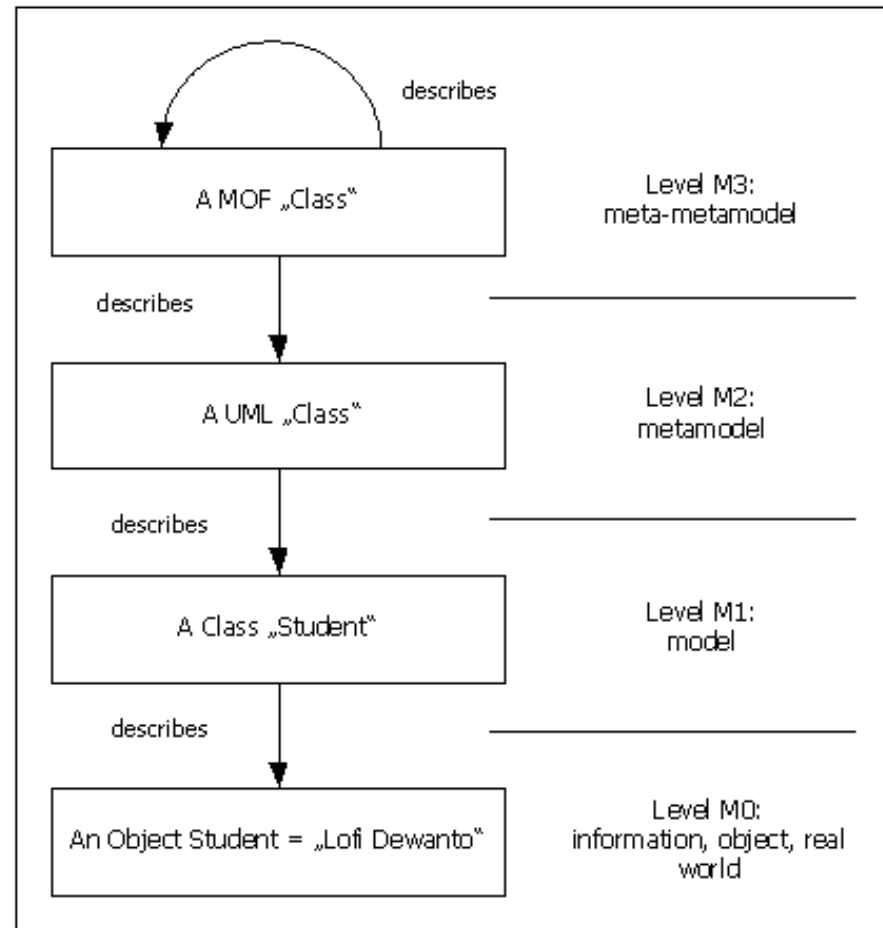 describes
A MOF „Class“
Level M3:
meta-metamodel
describes
A UML „Class“
Level M2:
metamodel
describes
A Class „Student“
Level M1:
model
describes
An Object Student = „Lofi Dewanto“
Level M0:
information, object, real
world